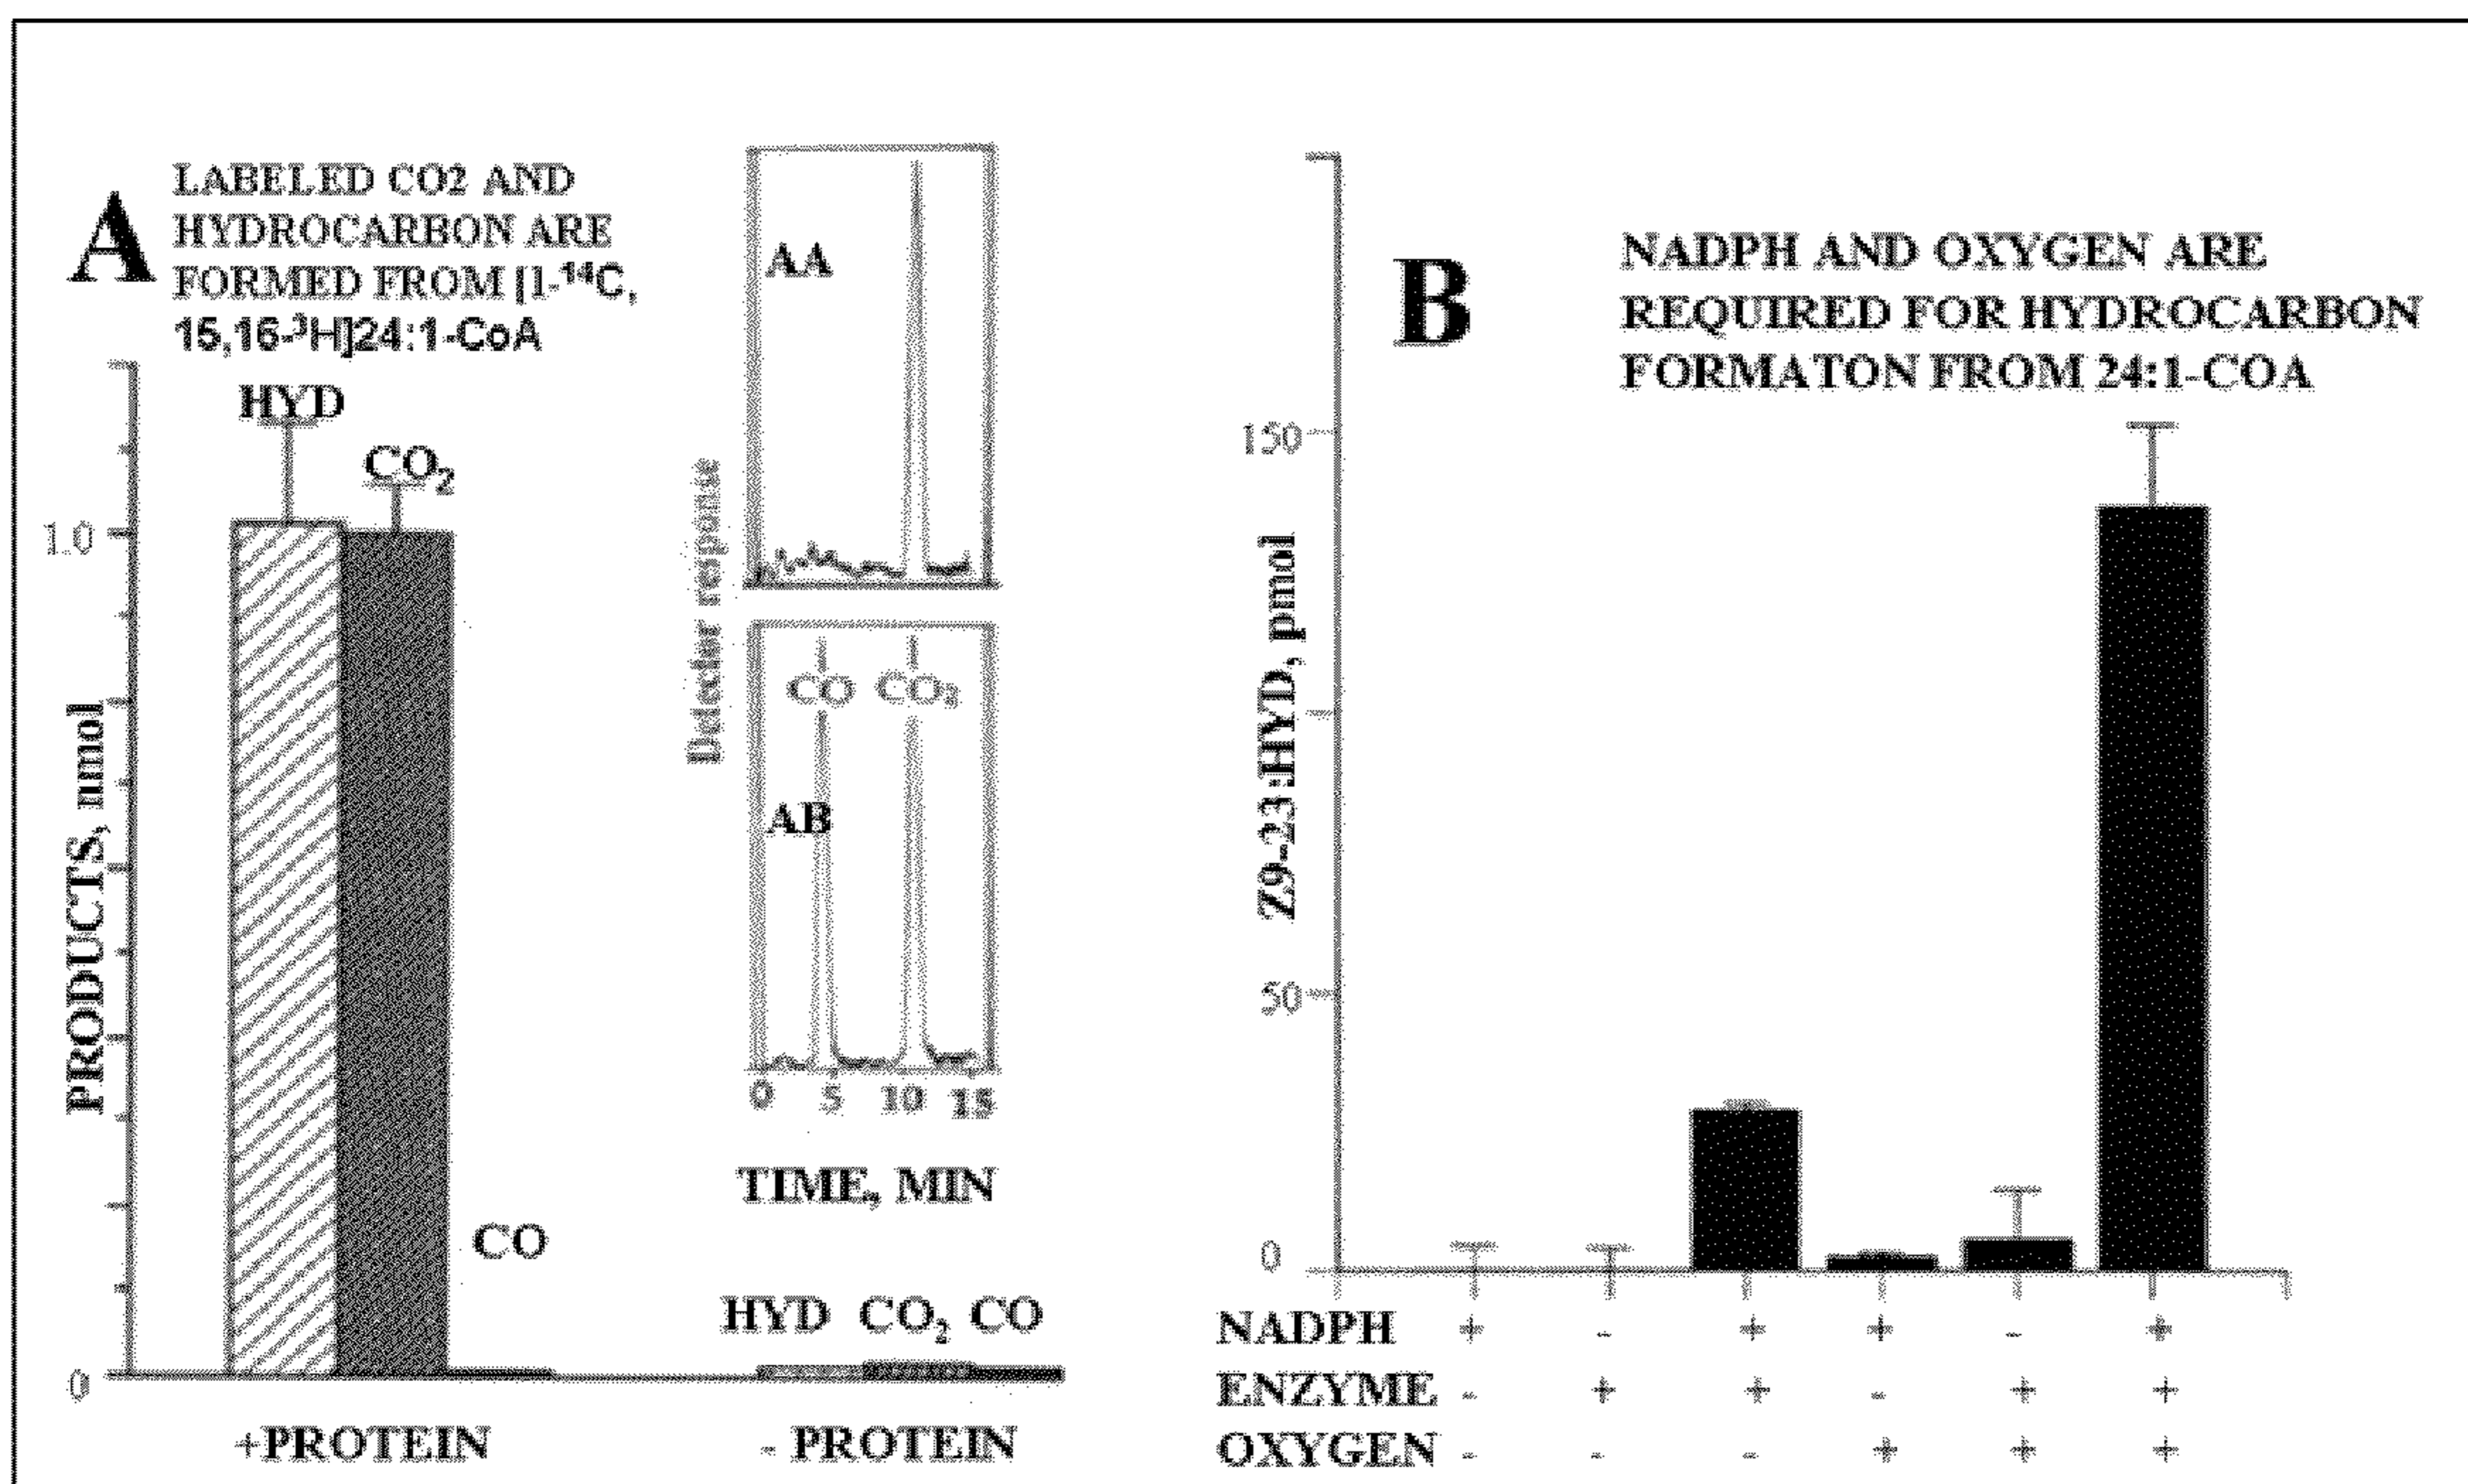 A
LABELED CO2 AND
HYDROCARBON ARE
FORMED FROM [1-¹⁴C,
15,16-³H]24:1-CoA
HYD
CO₂
1.0
PRODUCTS, nmol
CO
0
+PROTEIN
HYD CO₂ CO
- PROTEIN
Detector response
AA
CO CO₂
AB
0 5 10 15
TIME, MIN
B
NADPH AND OXYGEN ARE
REQUIRED FOR HYDROCARBON
FORMATON FROM 24:1-COA
150
Z9-23:HYD, pmol
50
0
NADPH + - + + - +
ENZYME - + + - + +
OXYGEN - - - + + +